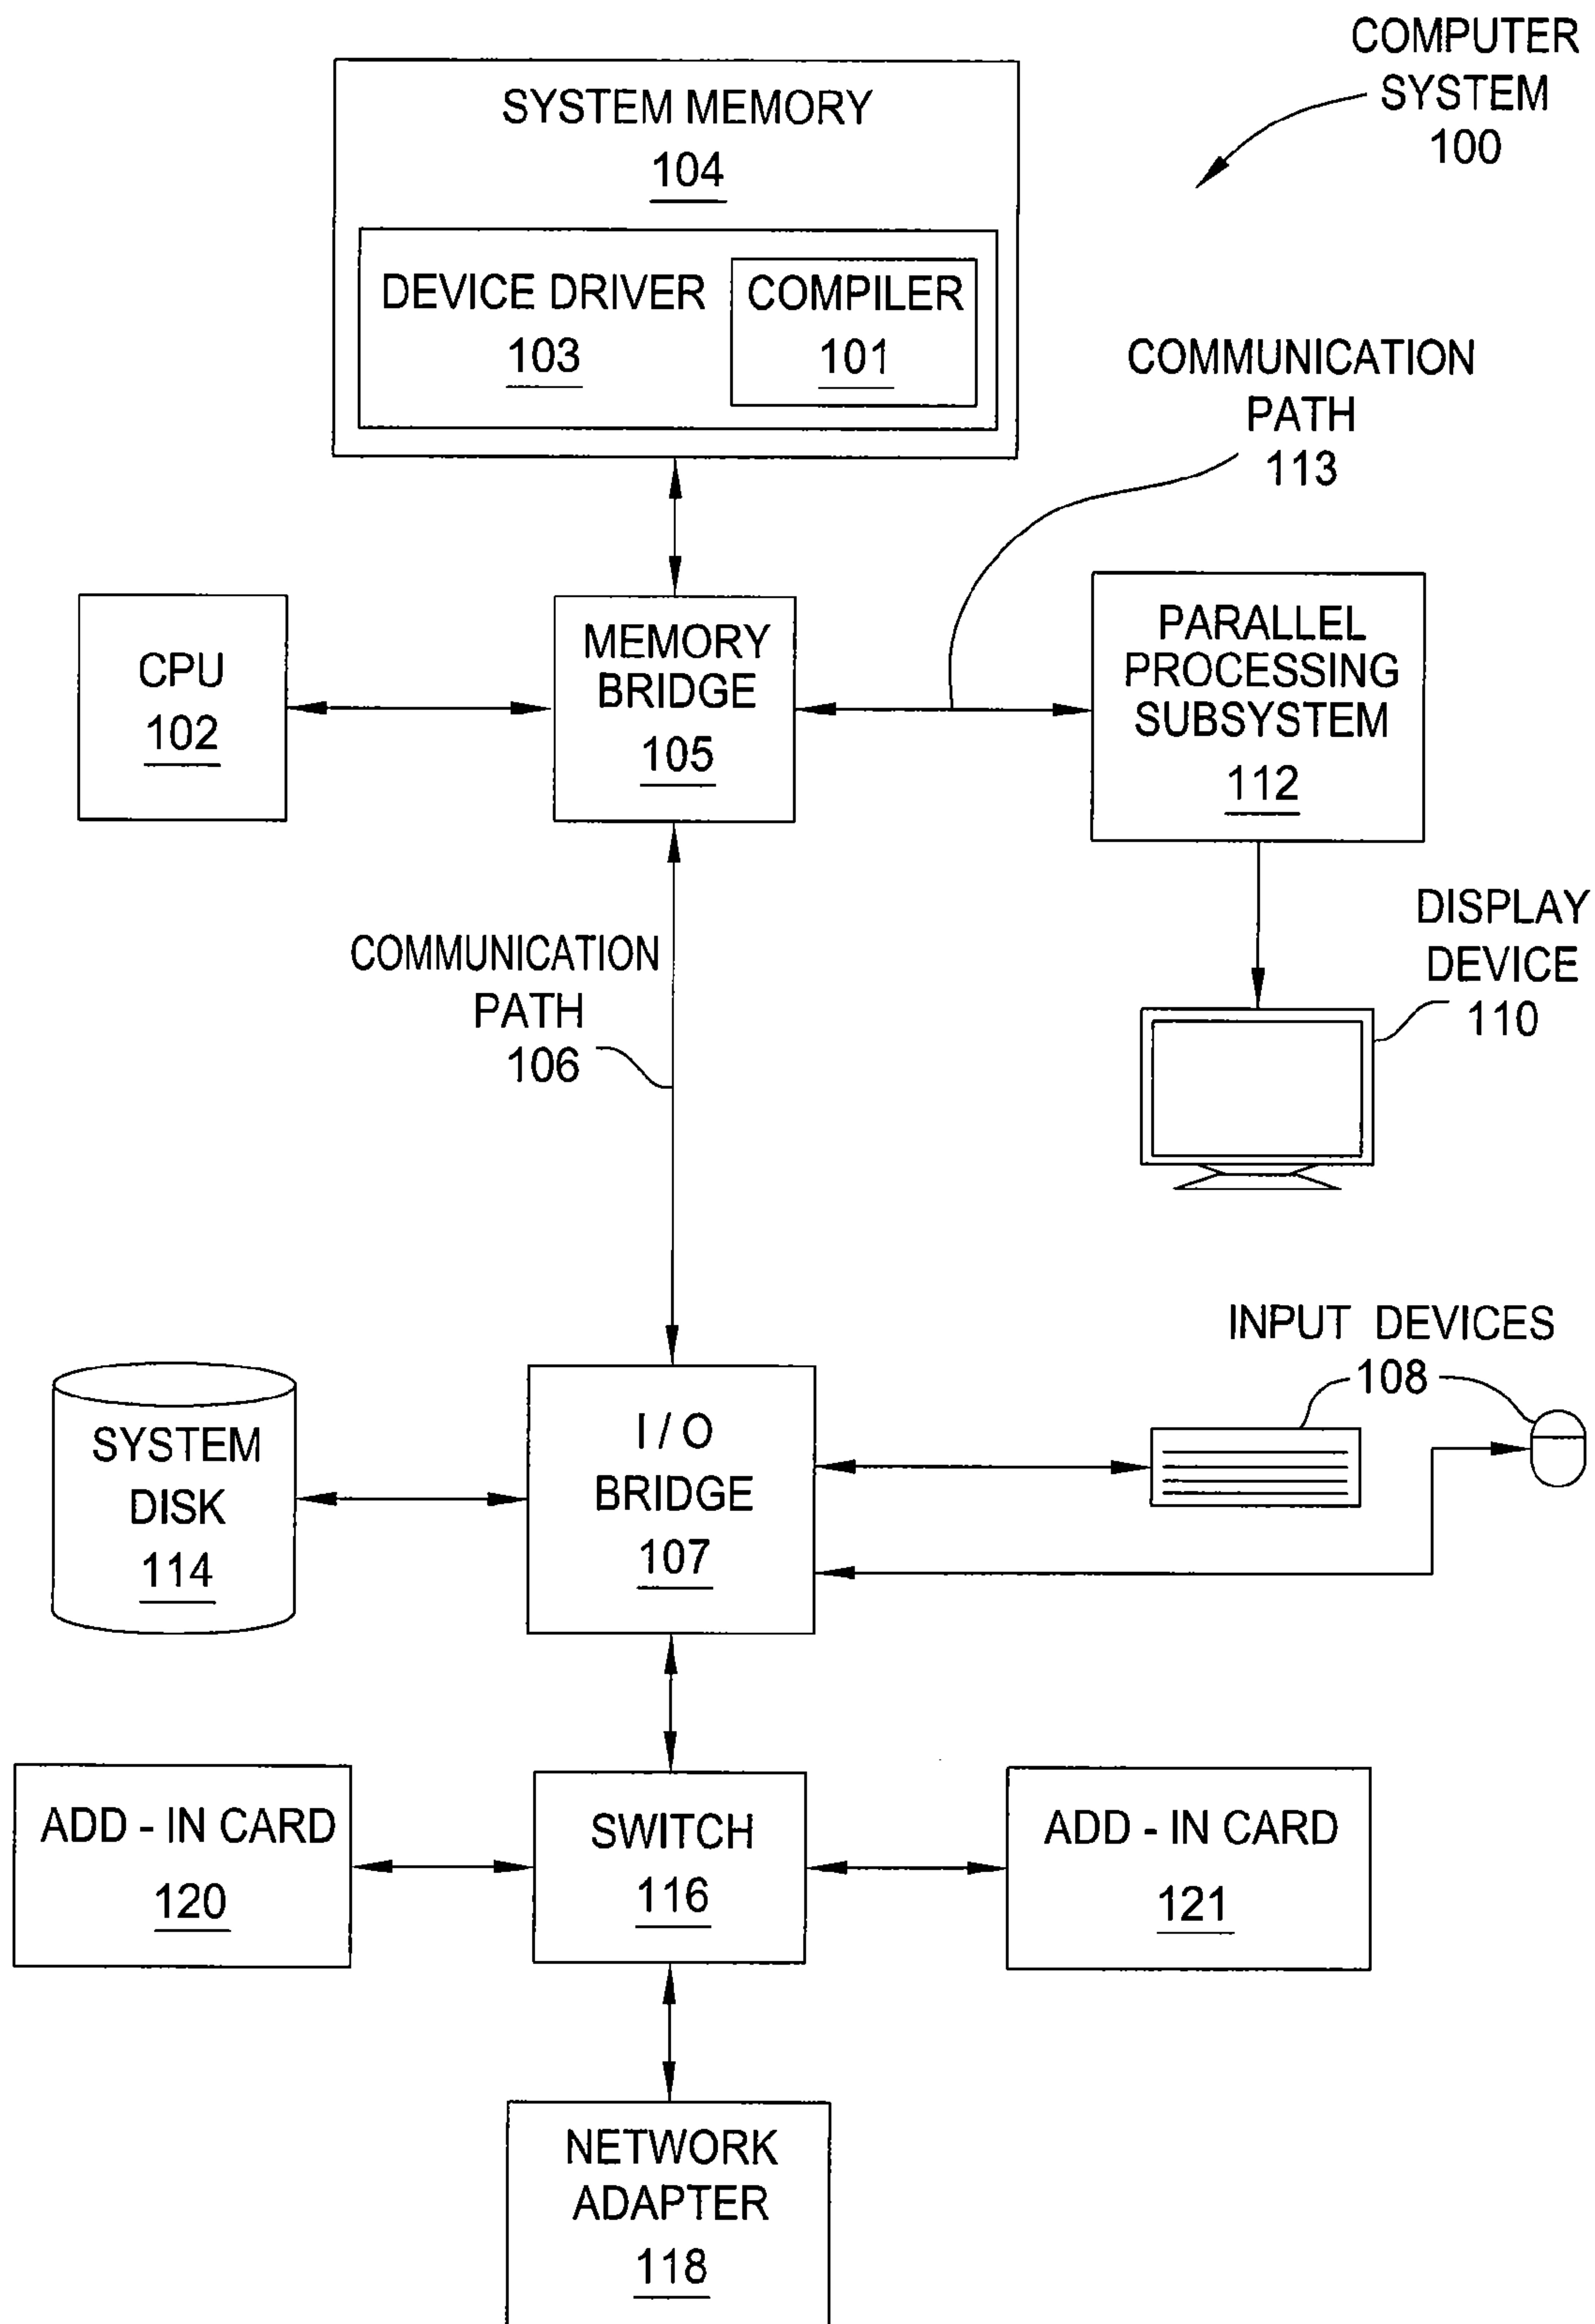 COMPUTER
SYSTEM
100
SYSTEM MEMORY
104
DEVICE DRIVER
103
COMPILER
101
COMMUNICATION
PATH
113
CPU
102
MEMORY
BRIDGE
105
PARALLEL
PROCESSING
SUBSYSTEM
112
COMMUNICATION
PATH
106
DISPLAY
DEVICE
110
INPUT DEVICES
108
SYSTEM
DISK
114
I / O
BRIDGE
107
ADD - IN CARD
120
SWITCH
116
ADD - IN CARD
121
NETWORK
ADAPTER
118